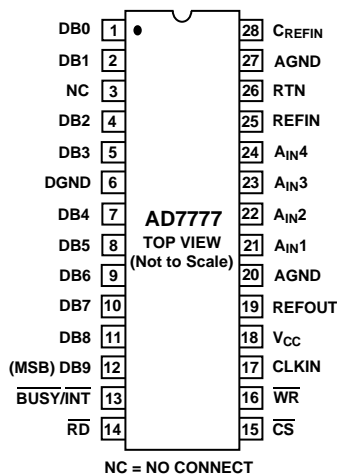 DB0 1 28 CREFIN
DB1 2 27 AGND
NC 3 26 RTN
DB2 4 25 REFIN
DB3 5 24 AIN4
DGND 6 23 AIN3
DB4 7 22 AIN2
DB5 8 21 AIN1
DB6 9 20 AGND
DB7 10 19 REFOUT
DB8 11 18 VCC
(MSB) DB9 12 17 CLKIN
BUSY/INT 13 16 WR
RD 14 15 CS
AD7777
TOP VIEW
(Not to Scale)
NC = NO CONNECT